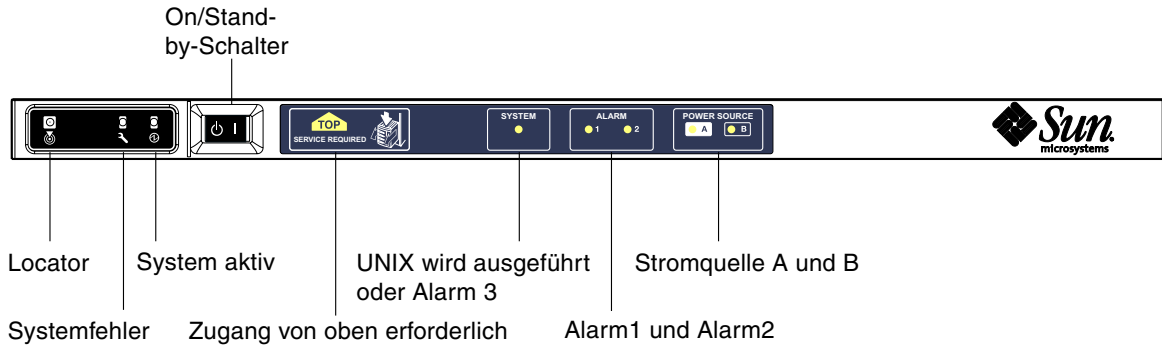 On/Stand-
by-Schalter
TOP
SERVICE REQUIRED
SYSTEM
ALARM
1 2
POWER SOURCE
A B
Sun
microsystems
Locator
System aktiv
UNIX wird ausgeführt
oder Alarm 3
Stromquelle A und B
Systemfehler
Zugang von oben erforderlich
Alarm1 und Alarm2